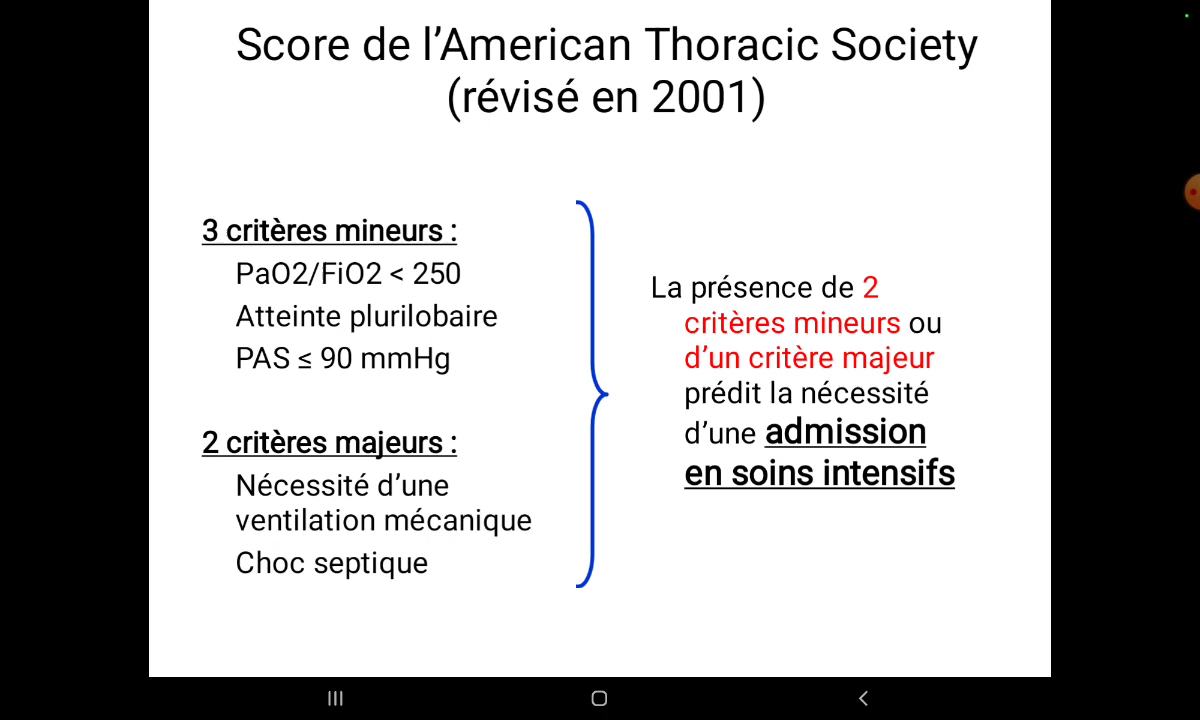 Score de l’American Thoracic Society
(révisé en 2001)
3 critères mineurs :
PaO2/FiO2 < 250
Atteinte plurilobaire
PAS ≤ 90 mmHg
2 critères majeurs :
Nécessité d’une
ventilation mécanique
Choc septique
La présence de 2
critères mineurs ou
d’un critère majeur
prédit la nécessité
d’une admission
en soins intensifs